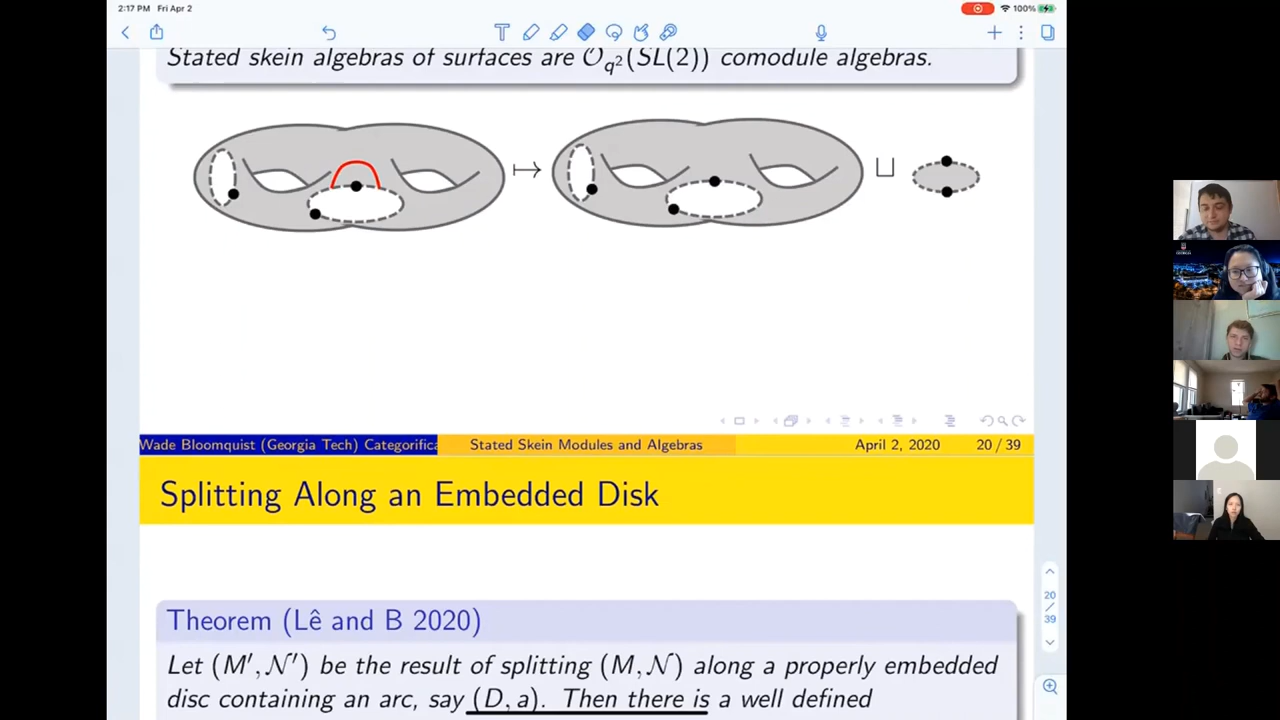 2:17 PM Fri Apr 2
100%
Stated skein algebras of surfaces are O_{q^2}(SL(2)) comodule algebras.
↦ ⊔
Wade Bloomquist (Georgia Tech) Categorifica Stated Skein Modules and Algebras April 2, 2020 20 / 39
Splitting Along an Embedded Disk
Theorem (Lê and B 2020)
Let (M′, 𝒩′) be the result of splitting (M, 𝒩) along a properly embedded
disc containing an arc, say (D, a). Then there is a well defined
20
/
39